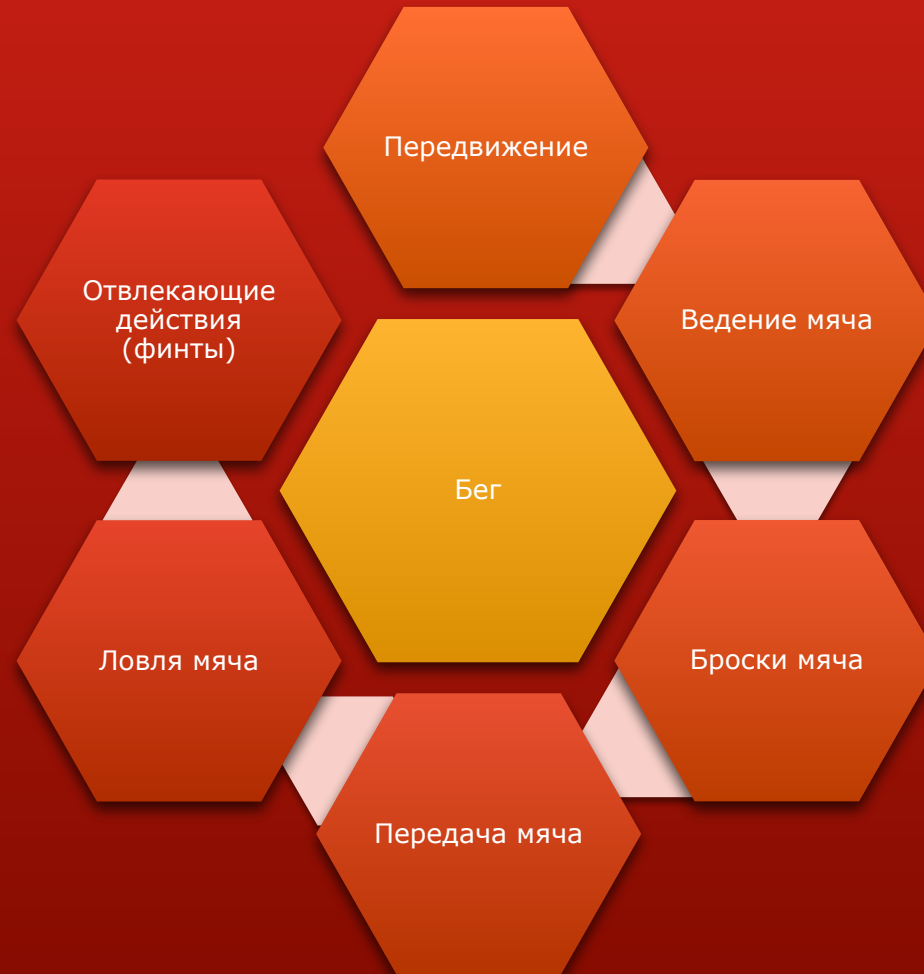 Передвижение
Отвлекающие
действия
(финты)
Ведение мяча
Бег
Ловля мяча
Броски мяча
Передача мяча